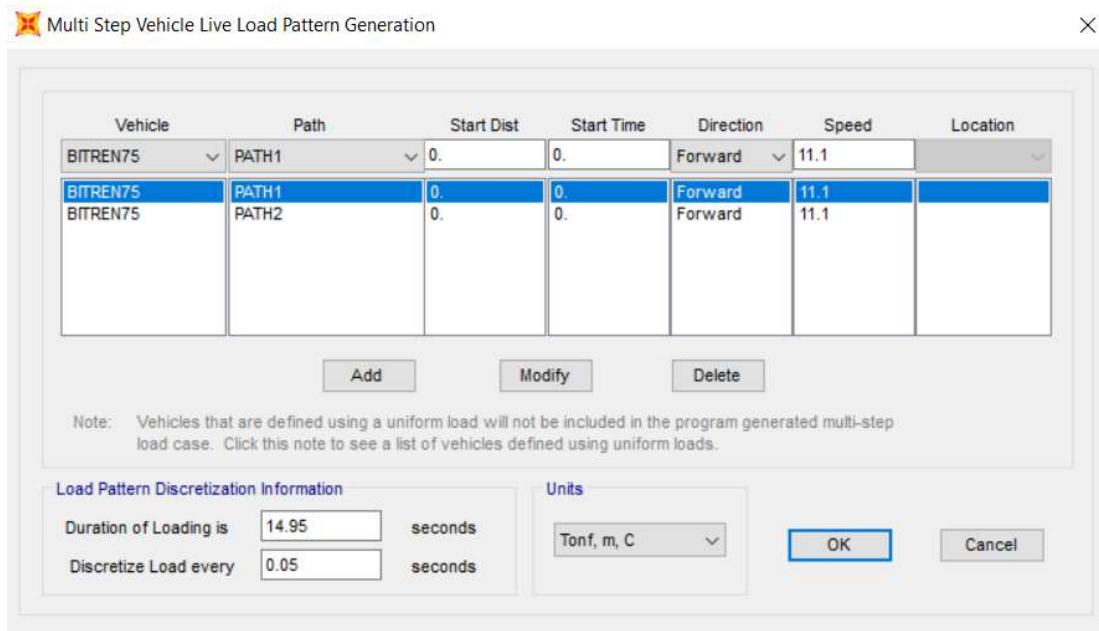 Multi Step Vehicle Live Load Pattern Generation
Vehicle Path Start Dist Start Time Direction Speed Location
BITREN75 PATH1 0. 0. Forward 11.1
BITREN75 PATH1 0. 0. Forward 11.1
BITREN75 PATH2 0. 0. Forward 11.1
Add Modify Delete
Note: Vehicles that are defined using a uniform load will not be included in the program generated multi-step
load case. Click this note to see a list of vehicles defined using uniform loads.
Load Pattern Discretization Information
Duration of Loading is 14.95 seconds
Discretize Load every 0.05 seconds
Units
Tonf, m, C
OK Cancel